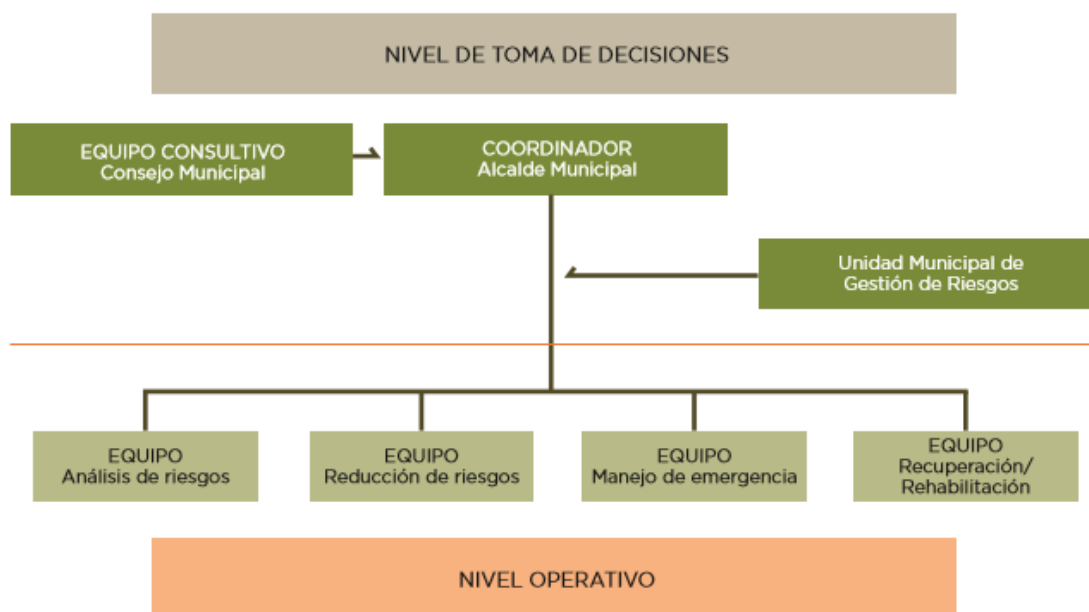 NIVEL DE TOMA DE DECISIONES
EQUIPO CONSULTIVO
Consejo Municipal
COORDINADOR
Alcalde Municipal
Unidad Municipal de
Gestión de Riesgos
EQUIPO
Análisis de riesgos
EQUIPO
Reducción de riesgos
EQUIPO
Manejo de emergencia
EQUIPO
Recuperación/
Rehabilitación
NIVEL OPERATIVO